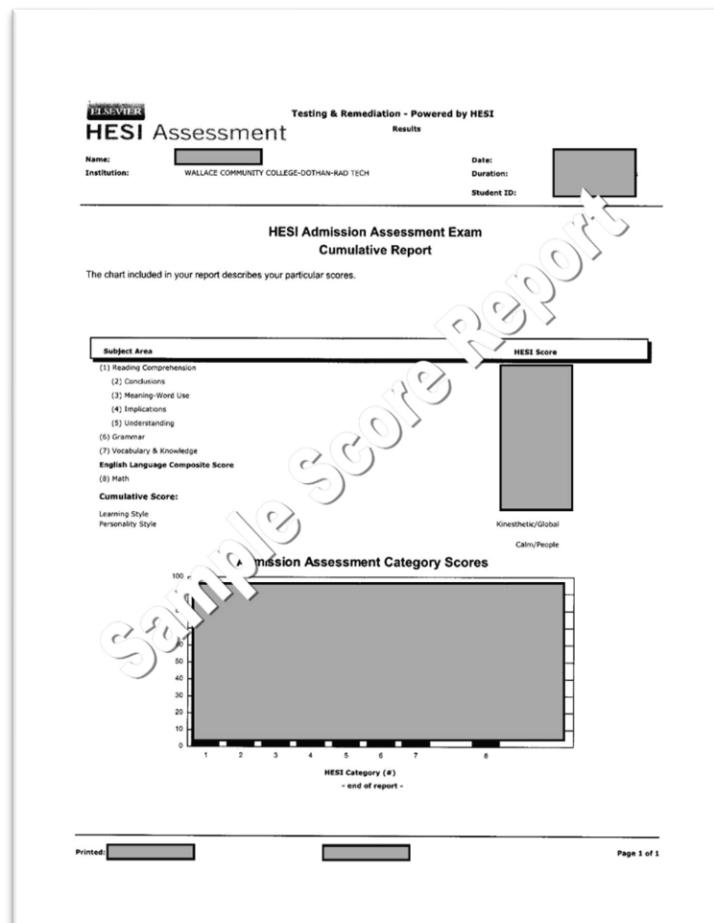 ELSEVIER
HESI Assessment
Testing & Remediation - Powered by HESI
Results
Name:
Institution: WALLACE COMMUNITY COLLEGE-DOTHAN-RAD TECH
Date:
Duration:
Student ID:
HESI Admission Assessment Exam
Cumulative Report
The chart included in your report describes your particular scores.
Subject Area HESI Score
(1) Reading Comprehension
(2) Conclusions
(3) Meaning-Word Use
(4) Implications
(5) Understanding
(6) Grammar
(7) Vocabulary & Knowledge
English Language Composite Score
(8) Math
Cumulative Score:
Learning Style Kinesthetic/Global
Personality Style Calm/People
Sample Score Report
Assessment Category Scores
100
50
40
30
20
10
0
1 2 3 4 5 6 7 8
HESI Category (#)
- end of report -
Printed: Page 1 of 1